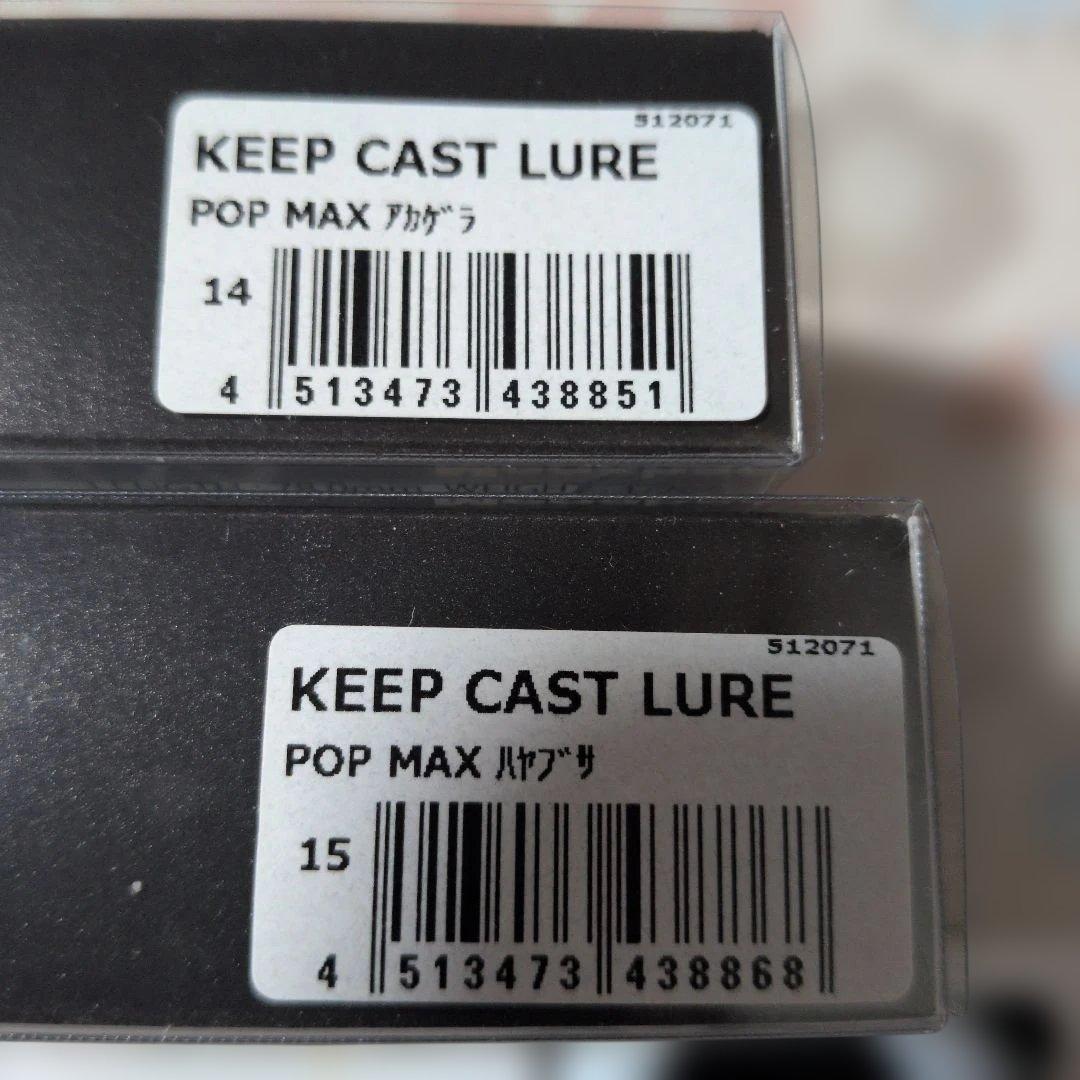 512071
KEEP CAST LURE
POP MAX ｱｶｹﾞﾗ
14
4 513473 438851
512071
KEEP CAST LURE
POP MAX ﾊﾔﾌﾞｻ
15
4 513473 438868